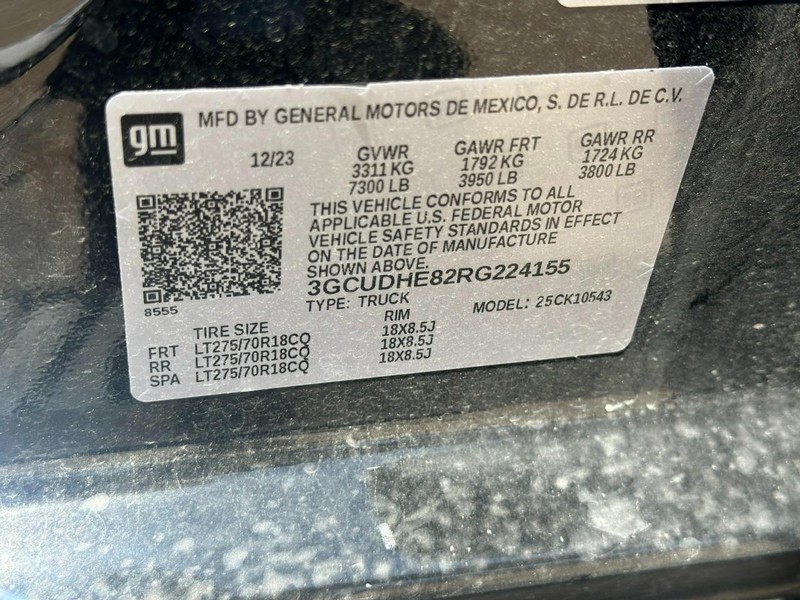 gm
MFD BY GENERAL MOTORS DE MEXICO, S. DE R.L. DE C.V.
12/23
GVWR
3311 KG
7300 LB
GAWR FRT
1792 KG
3950 LB
GAWR RR
1724 KG
3800 LB
THIS VEHICLE CONFORMS TO ALL
APPLICABLE U.S. FEDERAL MOTOR
VEHICLE SAFETY STANDARDS IN EFFECT
ON THE DATE OF MANUFACTURE
SHOWN ABOVE.
3GCUDHE82RG224155
TYPE: TRUCK
MODEL: 25CK10543
8555
TIRE SIZE RIM
FRT LT275/70R18CQ 18X8.5J
RR LT275/70R18CQ 18X8.5J
SPA LT275/70R18CQ 18X8.5J